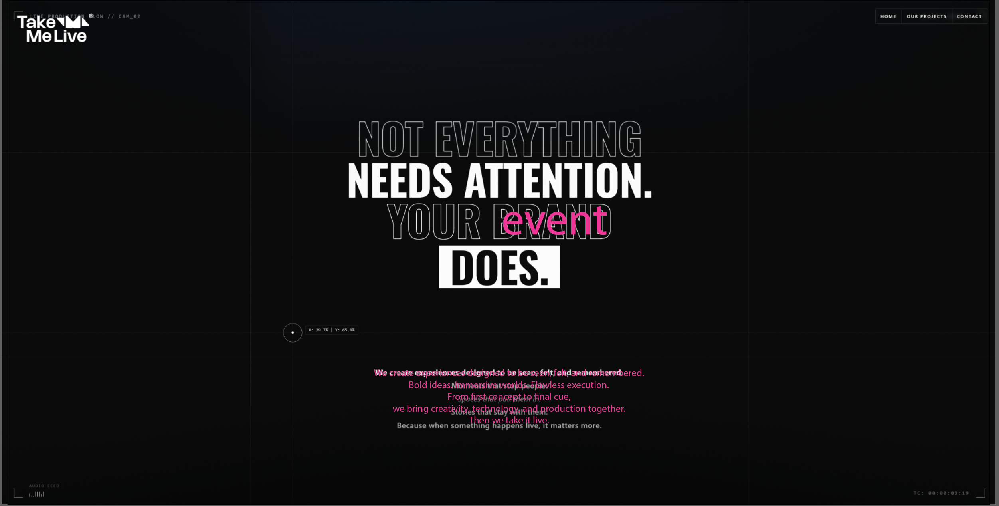 LIVE PRODUCTION FLOW // CAM_02
Take
MeLive
®
HOME
OUR PROJECTS
CONTACT
NOT EVERYTHING
NEEDS ATTENTION.
YOUR BRAND
event
DOES.
X: 29.7% | Y: 65.8%
We create experiences designed to be seen, felt, and remembered.
Moments that stop people.
Spaces that pull them in.
Stories that stay with them.
Because when something happens live, it matters more.
We create experiences designed to be seen, felt, and remembered.
Bold ideas. Immersive worlds. Flawless execution.
From first concept to final cue,
we bring creativity, technology, and production together.
Then we take it live.
AUDIO FEED
TC: 00:00:03:19